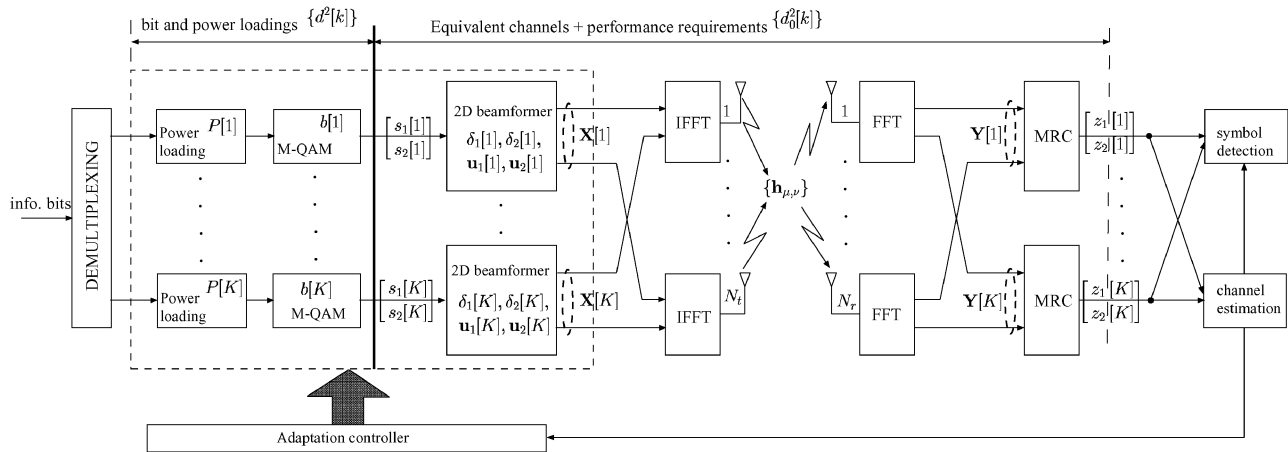 bit and power loadings {d²[k]}
Equivalent channels + performance requirements {d₀²[k]}
info. bits
DEMULTIPLEXING
P[1]
Power loading
b[1]
M-QAM
[s₁[1]
s₂[1]]
2D beamformer
δ₁[1], δ₂[1],
u₁[1], u₂[1]
X[1]
IFFT
1
{h_μ,ν}
1
FFT
Y[1]
MRC
[z₁[1]
z₂[1]]
symbol
detection
P[K]
Power
loading
b[K]
M-QAM
[s₁[K]
s₂[K]]
2D beamformer
δ₁[K], δ₂[K],
u₁[K], u₂[K]
X[K]
IFFT
N_t
N_r
FFT
Y[K]
MRC
[z₁[K]
z₂[K]]
channel
estimation
Adaptation controller